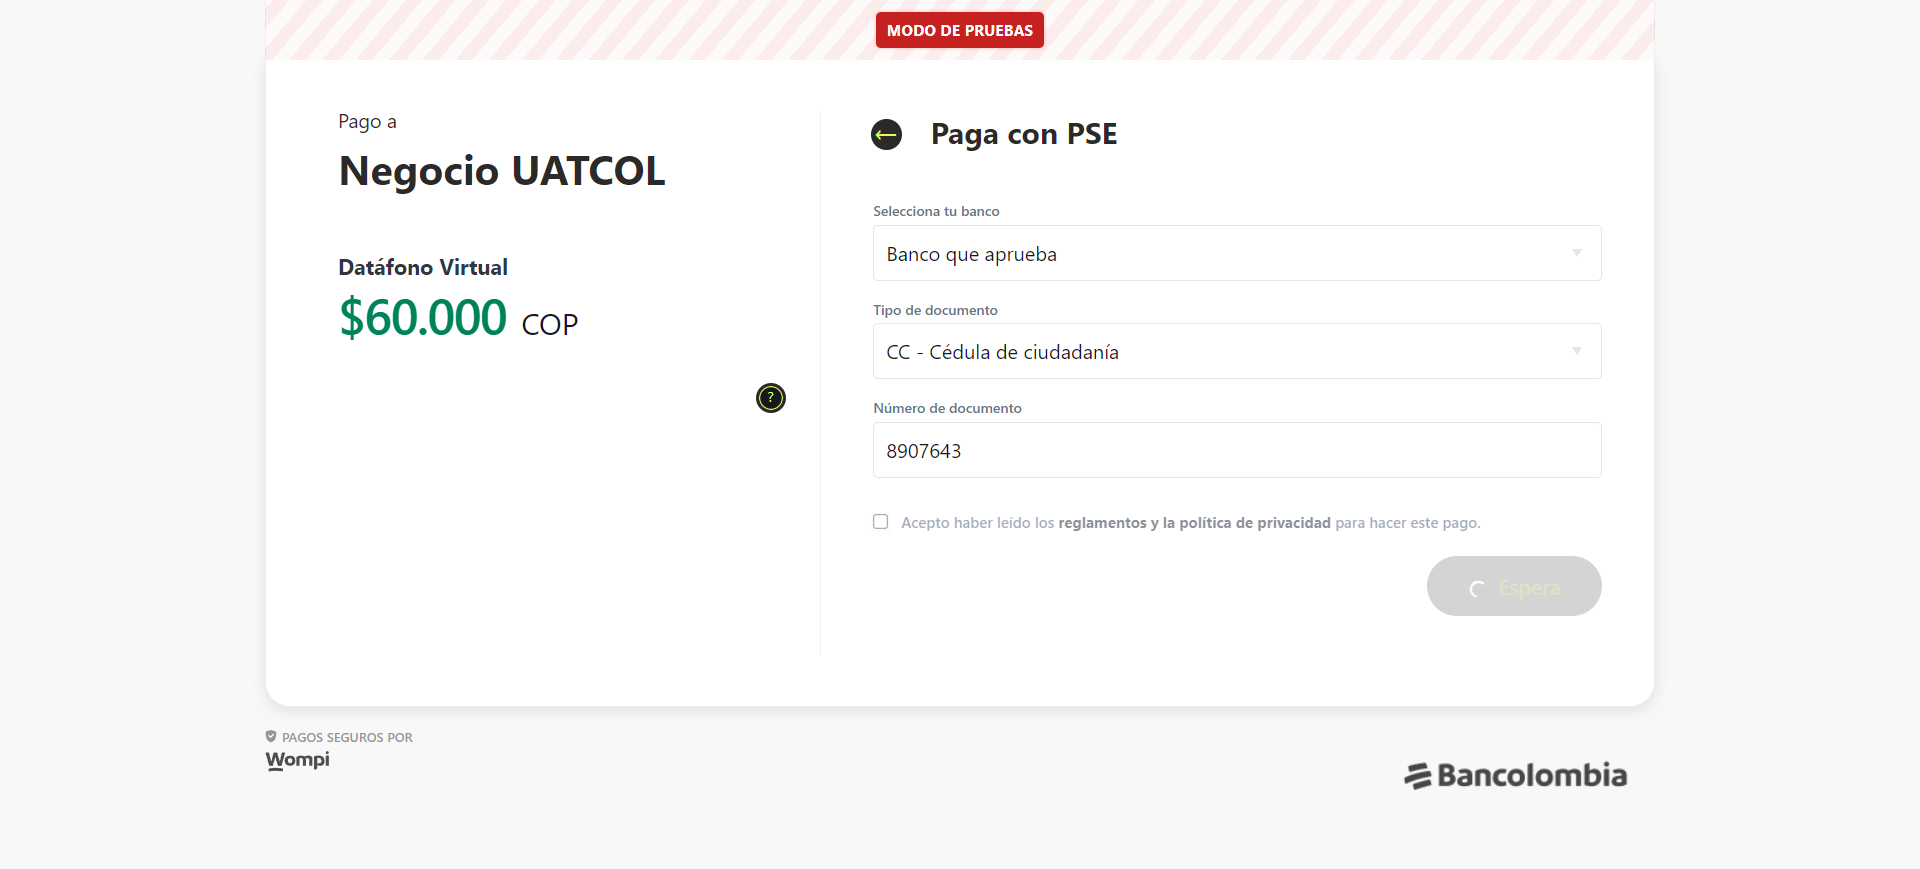 MODO DE PRUEBAS
Pago a
Negocio UATCOL
Datáfono Virtual
$60.000 COP
?
Paga con PSE
Selecciona tu banco
Banco que aprueba
Tipo de documento
CC - Cédula de ciudadanía
Número de documento
8907643
Acepto haber leído los reglamentos y la política de privacidad para hacer este pago.
Espera
PAGOS SEGUROS POR
Wompi
Bancolombia